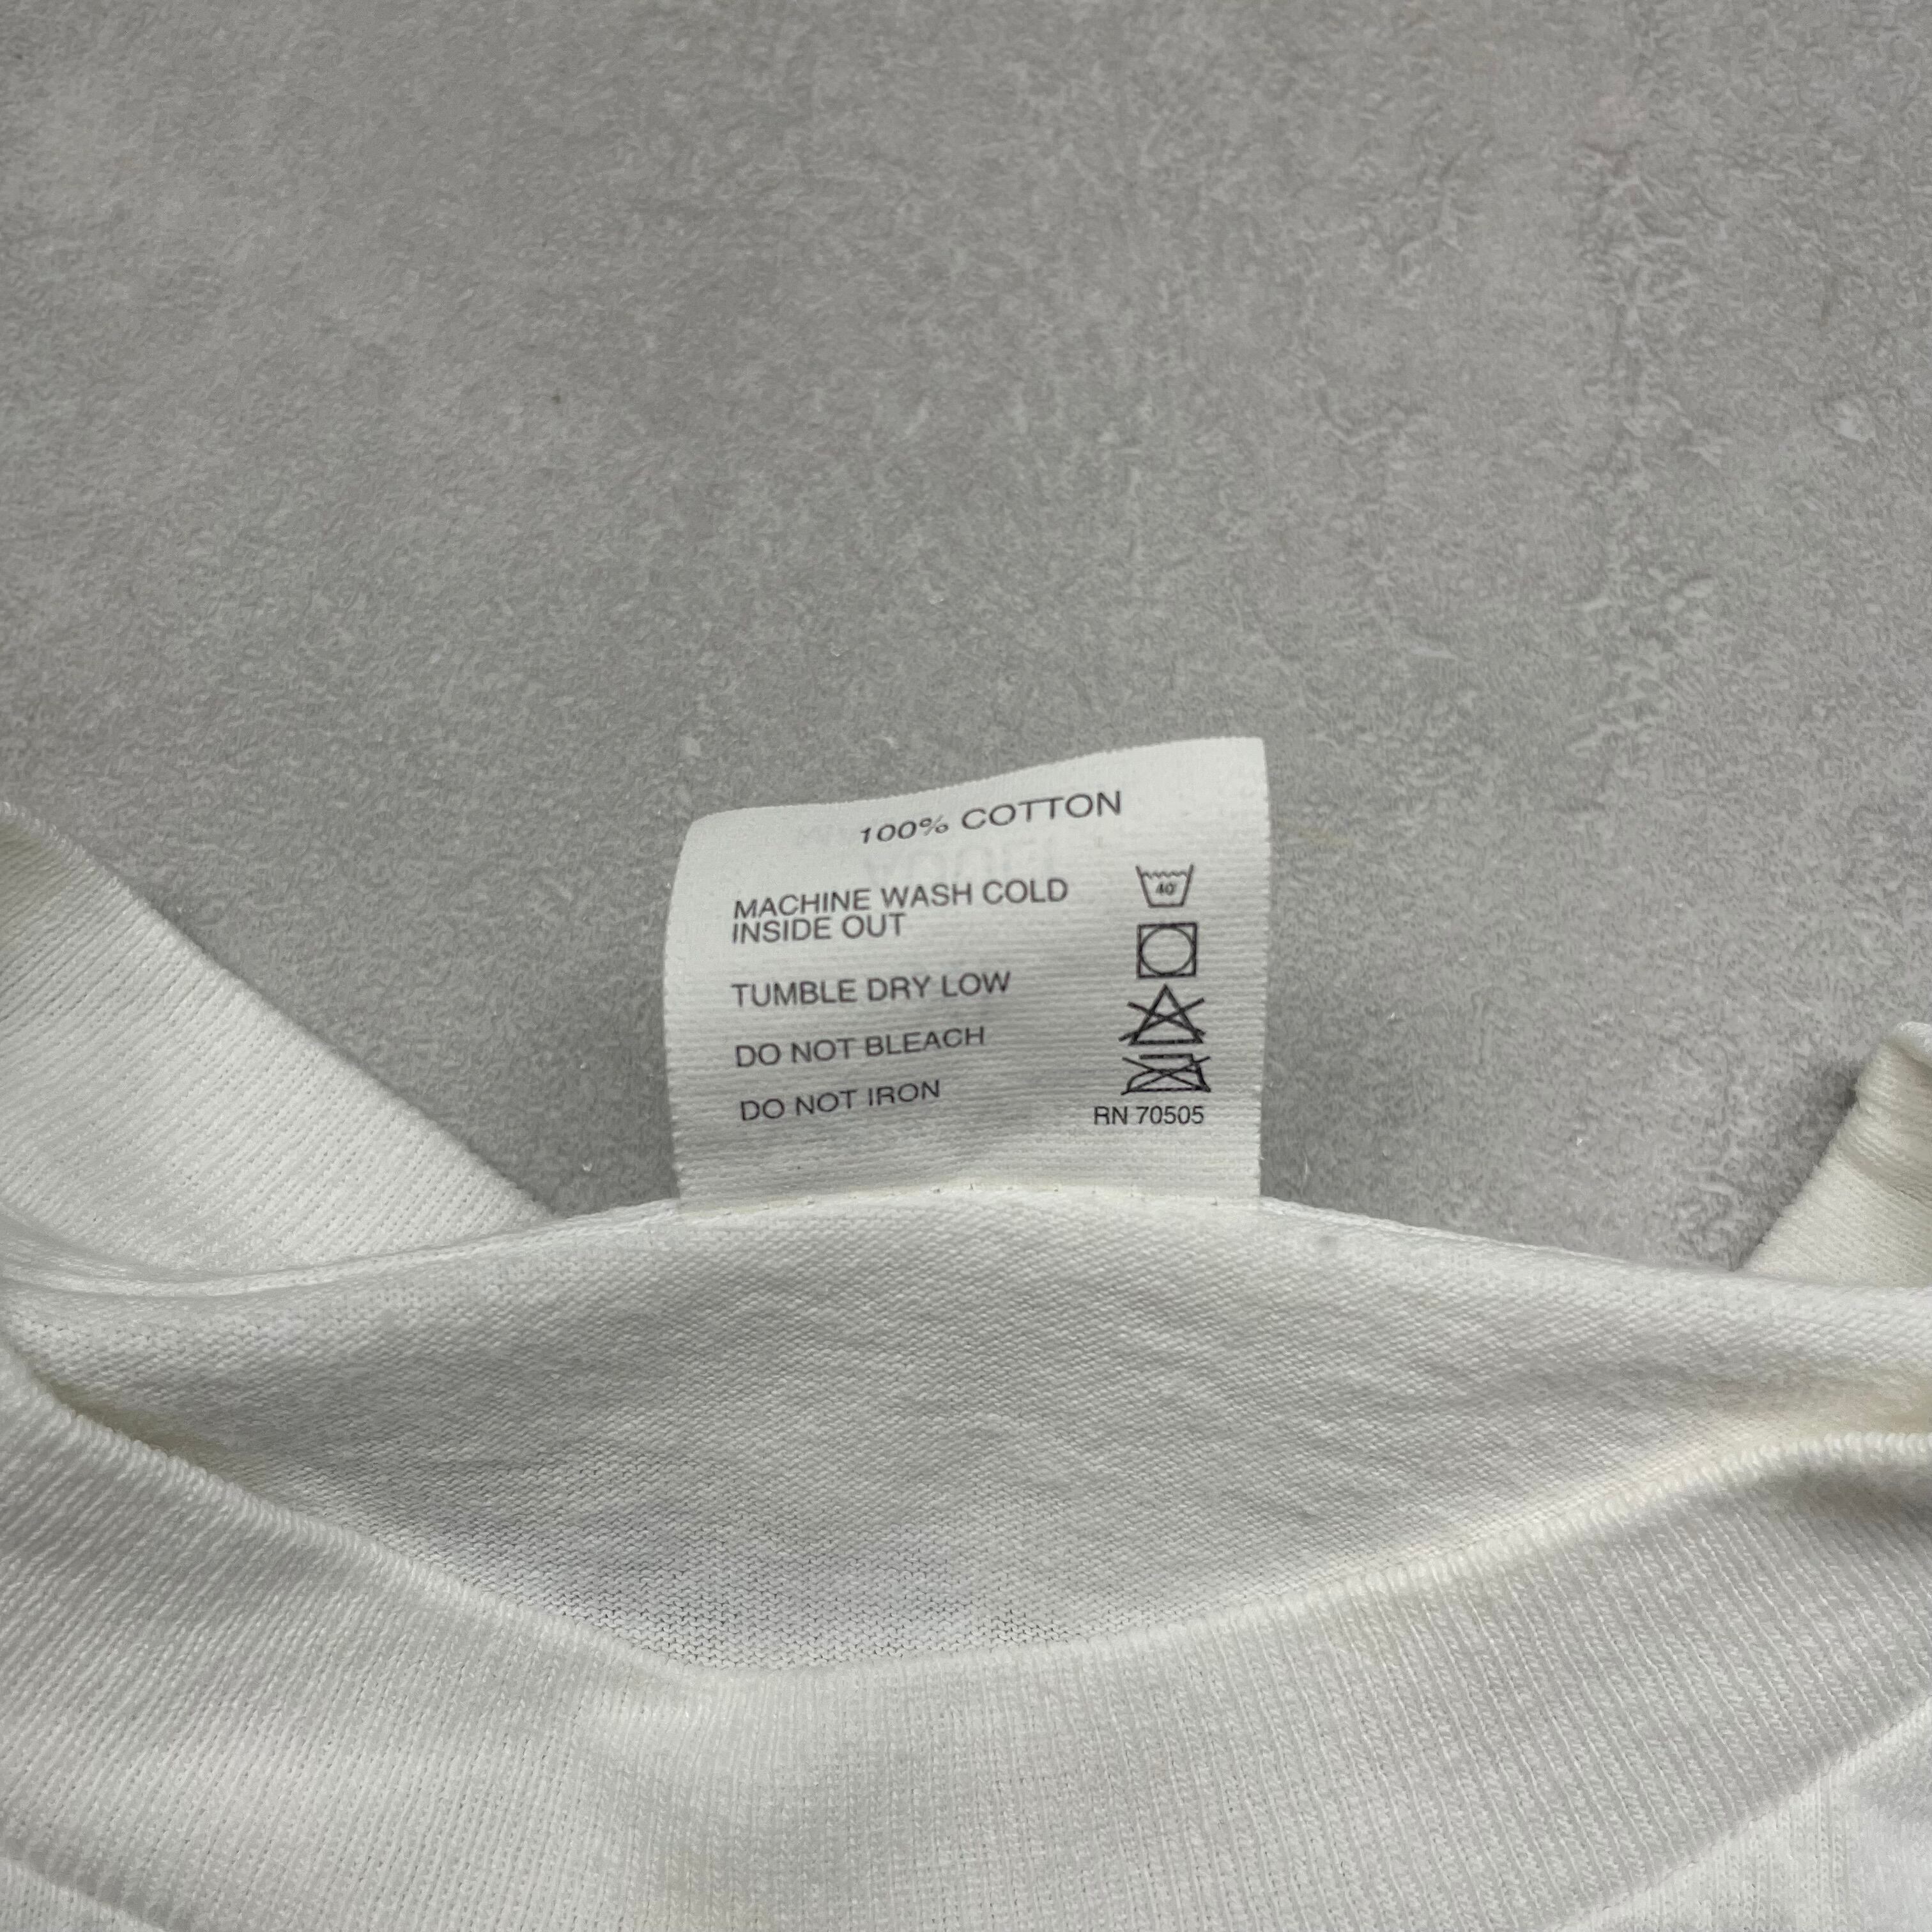 100% COTTON
MACHINE WASH COLD
INSIDE OUT
40°
TUMBLE DRY LOW
DO NOT BLEACH
DO NOT IRON
RN 70505